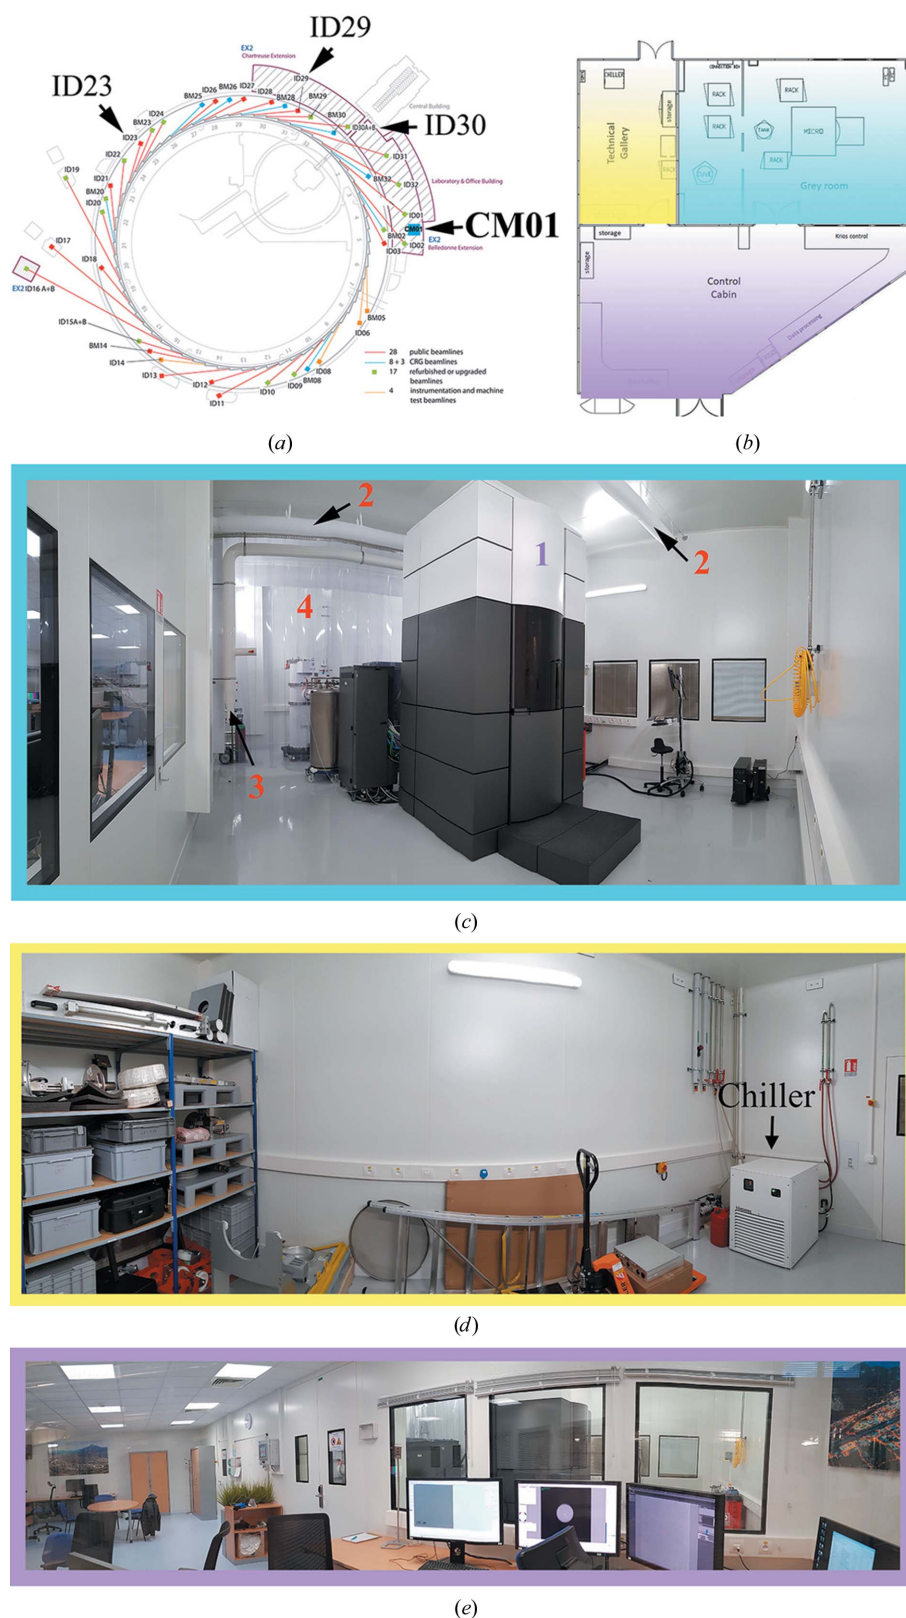 ID29
EX2
Chartreuse Extension
ID29
ID23
ID26
BM26
ID27
ID28
BM28
BM29
BM25
ID24
BM23
BM30
Central Building
ID23
ID30A+B
ID30
ID22
ID31
ID19
ID21
BM20
ID20
BM32
ID32
Laboratory & Office Building
ID01
CM01
CM01
ID17
BM02
ID03
ID02
EX2
Belledonne Extension
ID18
EX2 ID16 A+B
BM05
ID06
ID15A+B
BM14
ID14
ID13
ID12
ID11
ID10
ID09
BM08
ID08
28 public beamlines
8 + 3 CRG beamlines
17 refurbished or upgraded
beamlines
4 instrumentation and machine
test beamlines
(a)
CHILLER
storage
Technical
Gallery
RACK
RACK
RACK
RACK
TANK
MICRO
Grey room
storage
storage
Kros control
Control
Cabin
Data processing
(b)
2
1
2
4
3
(c)
Chiller
(d)
(e)